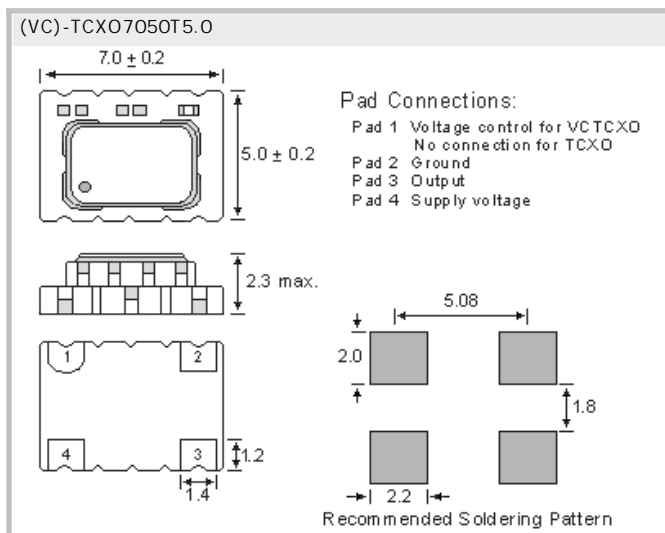 (VC)-TCXO7050T5.0
7.0 ± 0.2
5.0 ± 0.2
Pad Connections:
Pad 1 Voltage control for VCTCXO
No connection for TCXO
Pad 2 Ground
Pad 3 Output
Pad 4 Supply voltage
2.3 max.
5.08
2.0
1.8
2.2
1 2
4 3
1.2
1.4
Recommended Soldering Pattern